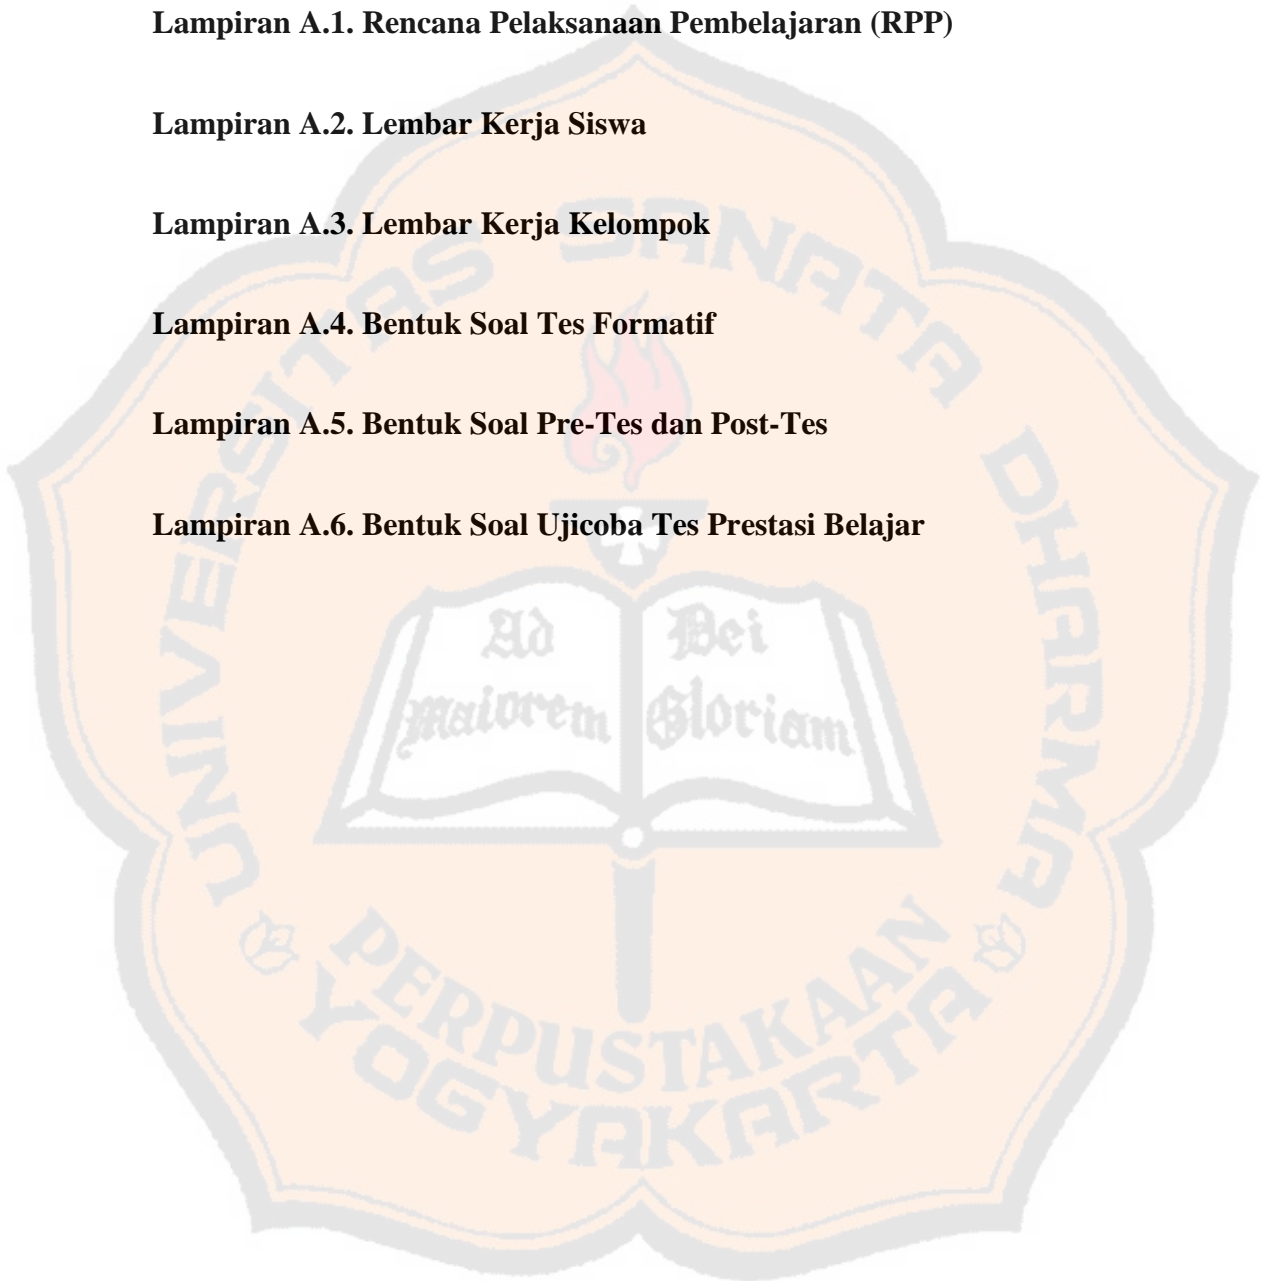 Lampiran A.1. Rencana Pelaksanaan Pembelajaran (RPP)
Lampiran A.2. Lembar Kerja Siswa
Lampiran A.3. Lembar Kerja Kelompok
Lampiran A.4. Bentuk Soal Tes Formatif
Lampiran A.5. Bentuk Soal Pre-Tes dan Post-Tes
Lampiran A.6. Bentuk Soal Ujicoba Tes Prestasi Belajar
UNIVERSITAS SANATA DHARMA
Ad Maiorem
Dei Gloriam
PERPUSTAKAAN
YOGYAKARTA